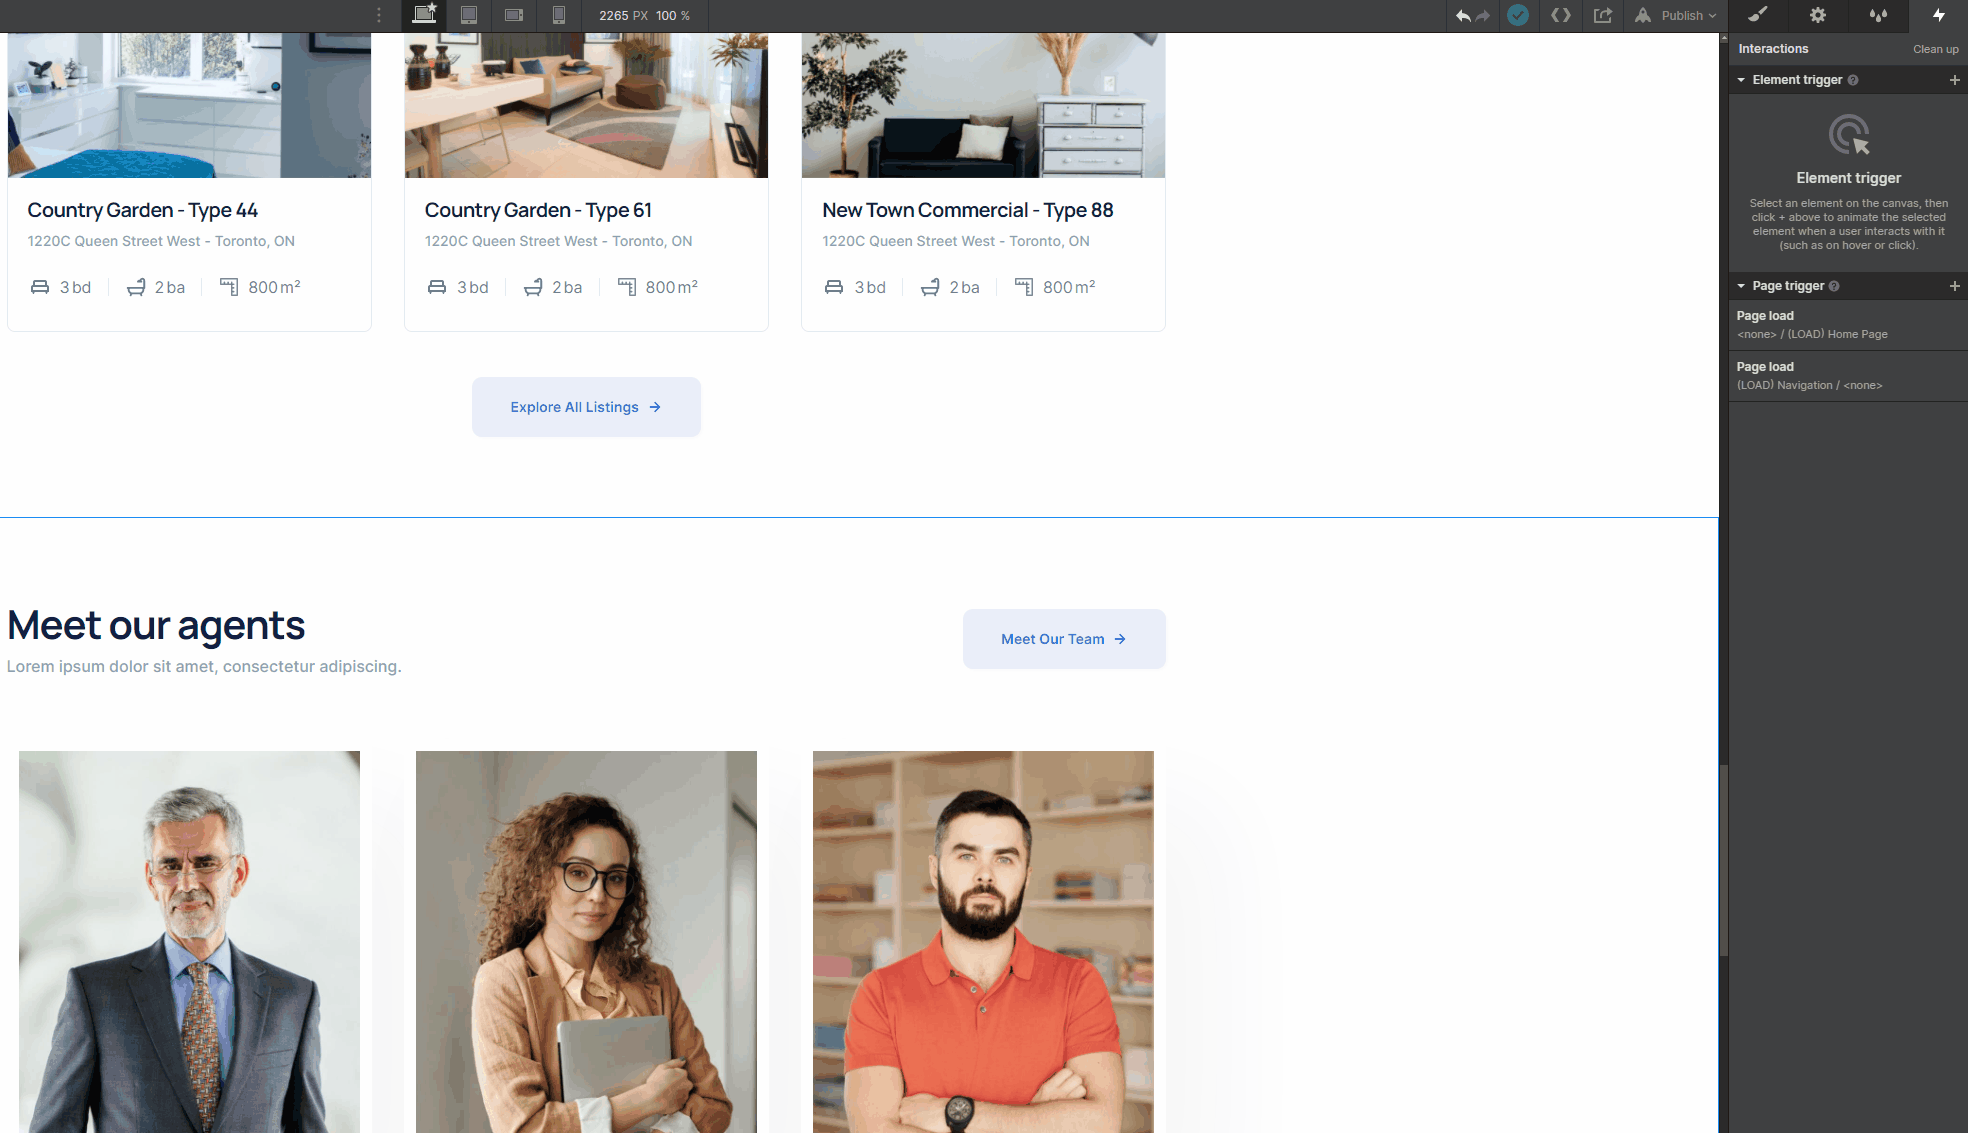 2265 PX 100 %
Publish
Interactions
Clean up
Element trigger
Element trigger
Select an element on the canvas, then
click + above to animate the selected
element when a user interacts with it
(such as on hover or click).
Page trigger
Page load
<none> / (LOAD) Home Page
Page load
(LOAD) Navigation / <none>
Country Garden - Type 44
1220C Queen Street West - Toronto, ON
3 bd
2 ba
800 m²
Country Garden - Type 61
1220C Queen Street West - Toronto, ON
3 bd
2 ba
800 m²
New Town Commercial - Type 88
1220C Queen Street West - Toronto, ON
3 bd
2 ba
800 m²
Explore All Listings →
Meet our agents
Lorem ipsum dolor sit amet, consectetur adipiscing.
Meet Our Team →